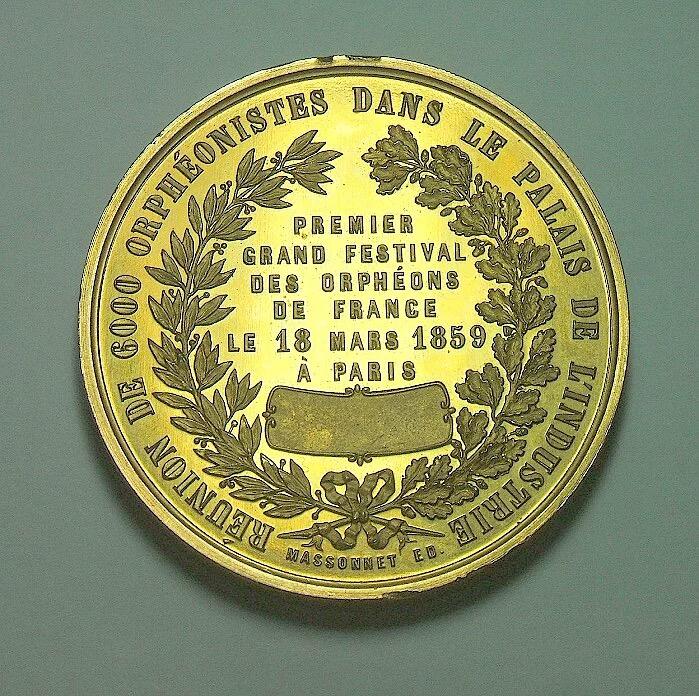 RÉUNION DE 6000 ORPHÉONISTES DANS LE PALAIS DE L'INDUSTRIE
PREMIER
GRAND FESTIVAL
DES ORPHÉONS
DE FRANCE
LE 18 MARS 1859
À PARIS
MASSONNET ED.